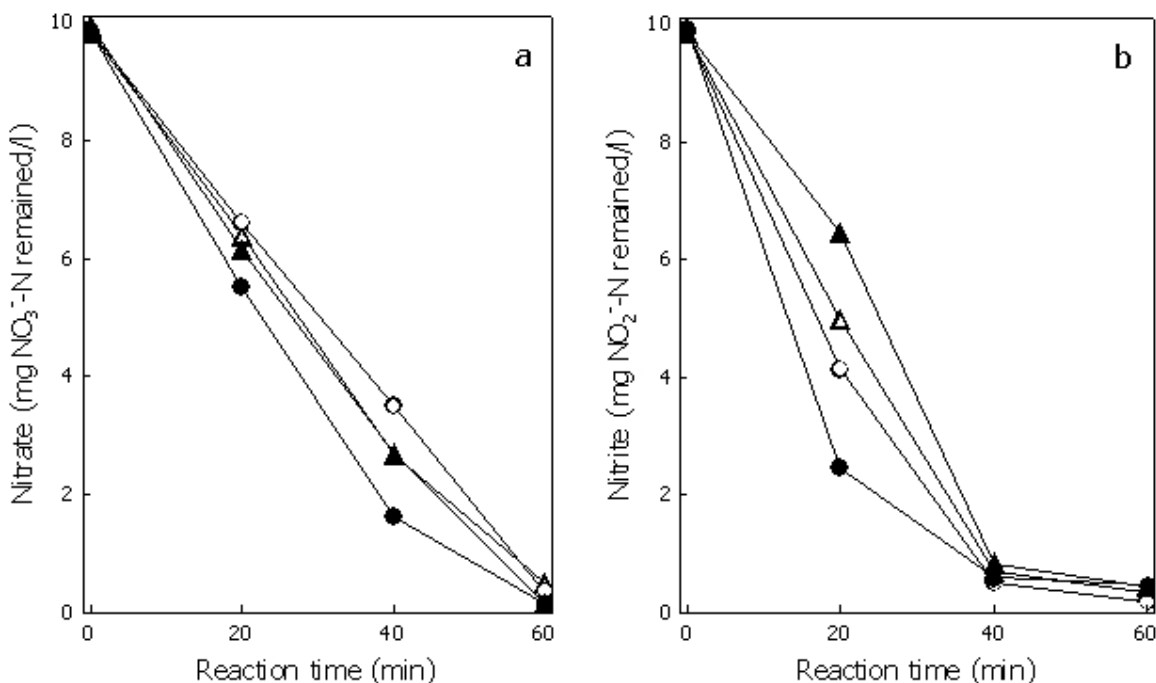 a
Nitrate (mg NO₃⁻-N remained/l)
10
8
6
4
2
0
0 20 40 60
Reaction time (min)
b
Nitrite (mg NO₂⁻-N remained/l)
10
8
6
4
2
0
0 20 40 60
Reaction time (min)